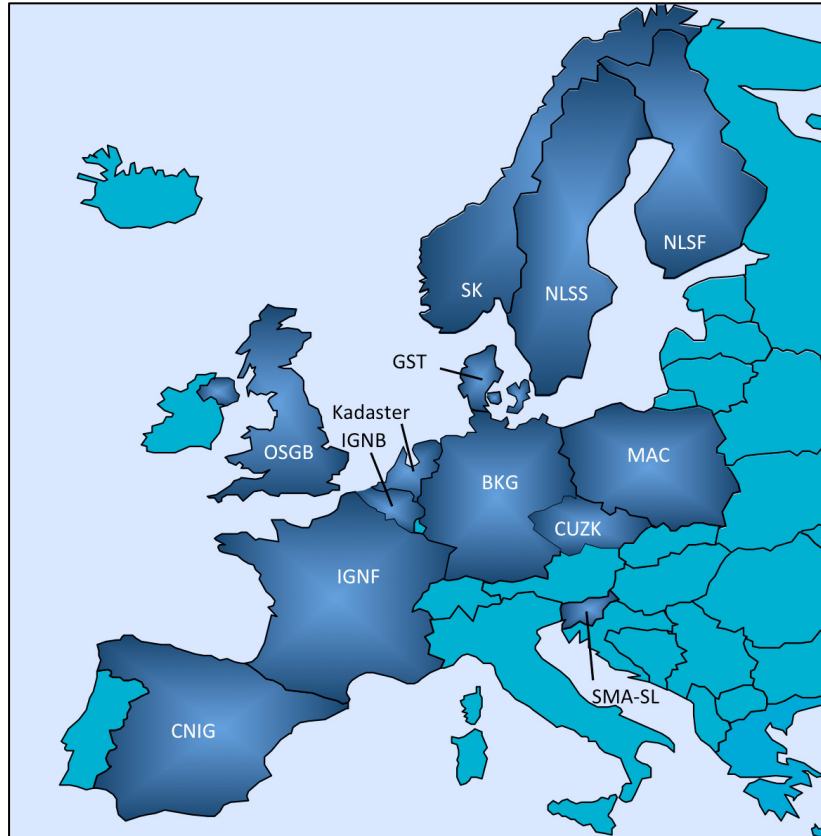 NLSF
SK
NLSS
GST
Kadaster
IGNB
OSGB
MAC
BKG
CUZK
IGNF
SMA-SL
CNIG